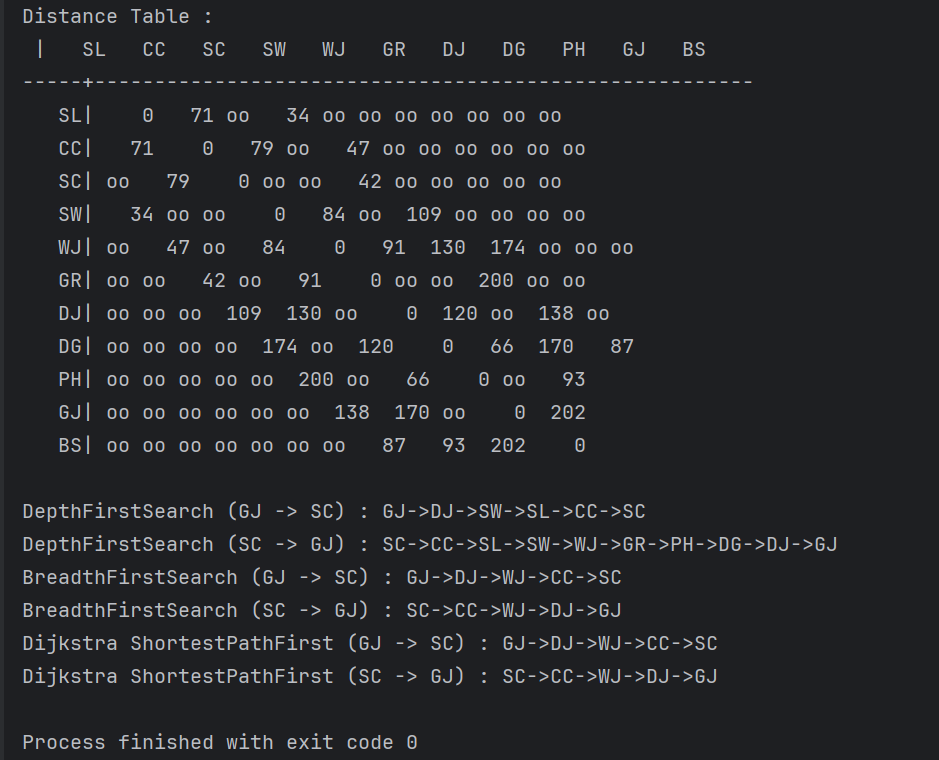 Distance Table :
 |   SL   CC   SC   SW   WJ   GR   DJ   DG   PH   GJ   BS
-----+-------------------------------------------------------
   SL|    0   71 oo   34 oo oo oo oo oo oo oo
   CC|   71    0   79 oo   47 oo oo oo oo oo oo
   SC| oo   79    0 oo oo   42 oo oo oo oo oo
   SW|   34 oo oo    0   84 oo  109 oo oo oo oo
   WJ| oo   47 oo   84    0   91  130  174 oo oo oo
   GR| oo oo   42 oo   91    0 oo oo  200 oo oo
   DJ| oo oo oo  109  130 oo    0  120 oo  138 oo
   DG| oo oo oo oo  174 oo  120    0   66  170   87
   PH| oo oo oo oo oo  200 oo   66    0 oo   93
   GJ| oo oo oo oo oo oo  138  170 oo    0  202
   BS| oo oo oo oo oo oo oo   87   93  202    0
DepthFirstSearch (GJ -> SC) : GJ->DJ->SW->SL->CC->SC
DepthFirstSearch (SC -> GJ) : SC->CC->SL->SW->WJ->GR->PH->DG->DJ->GJ
BreadthFirstSearch (GJ -> SC) : GJ->DJ->WJ->CC->SC
BreadthFirstSearch (SC -> GJ) : SC->CC->WJ->DJ->GJ
Dijkstra ShortestPathFirst (GJ -> SC) : GJ->DJ->WJ->CC->SC
Dijkstra ShortestPathFirst (SC -> GJ) : SC->CC->WJ->DJ->GJ
Process finished with exit code 0